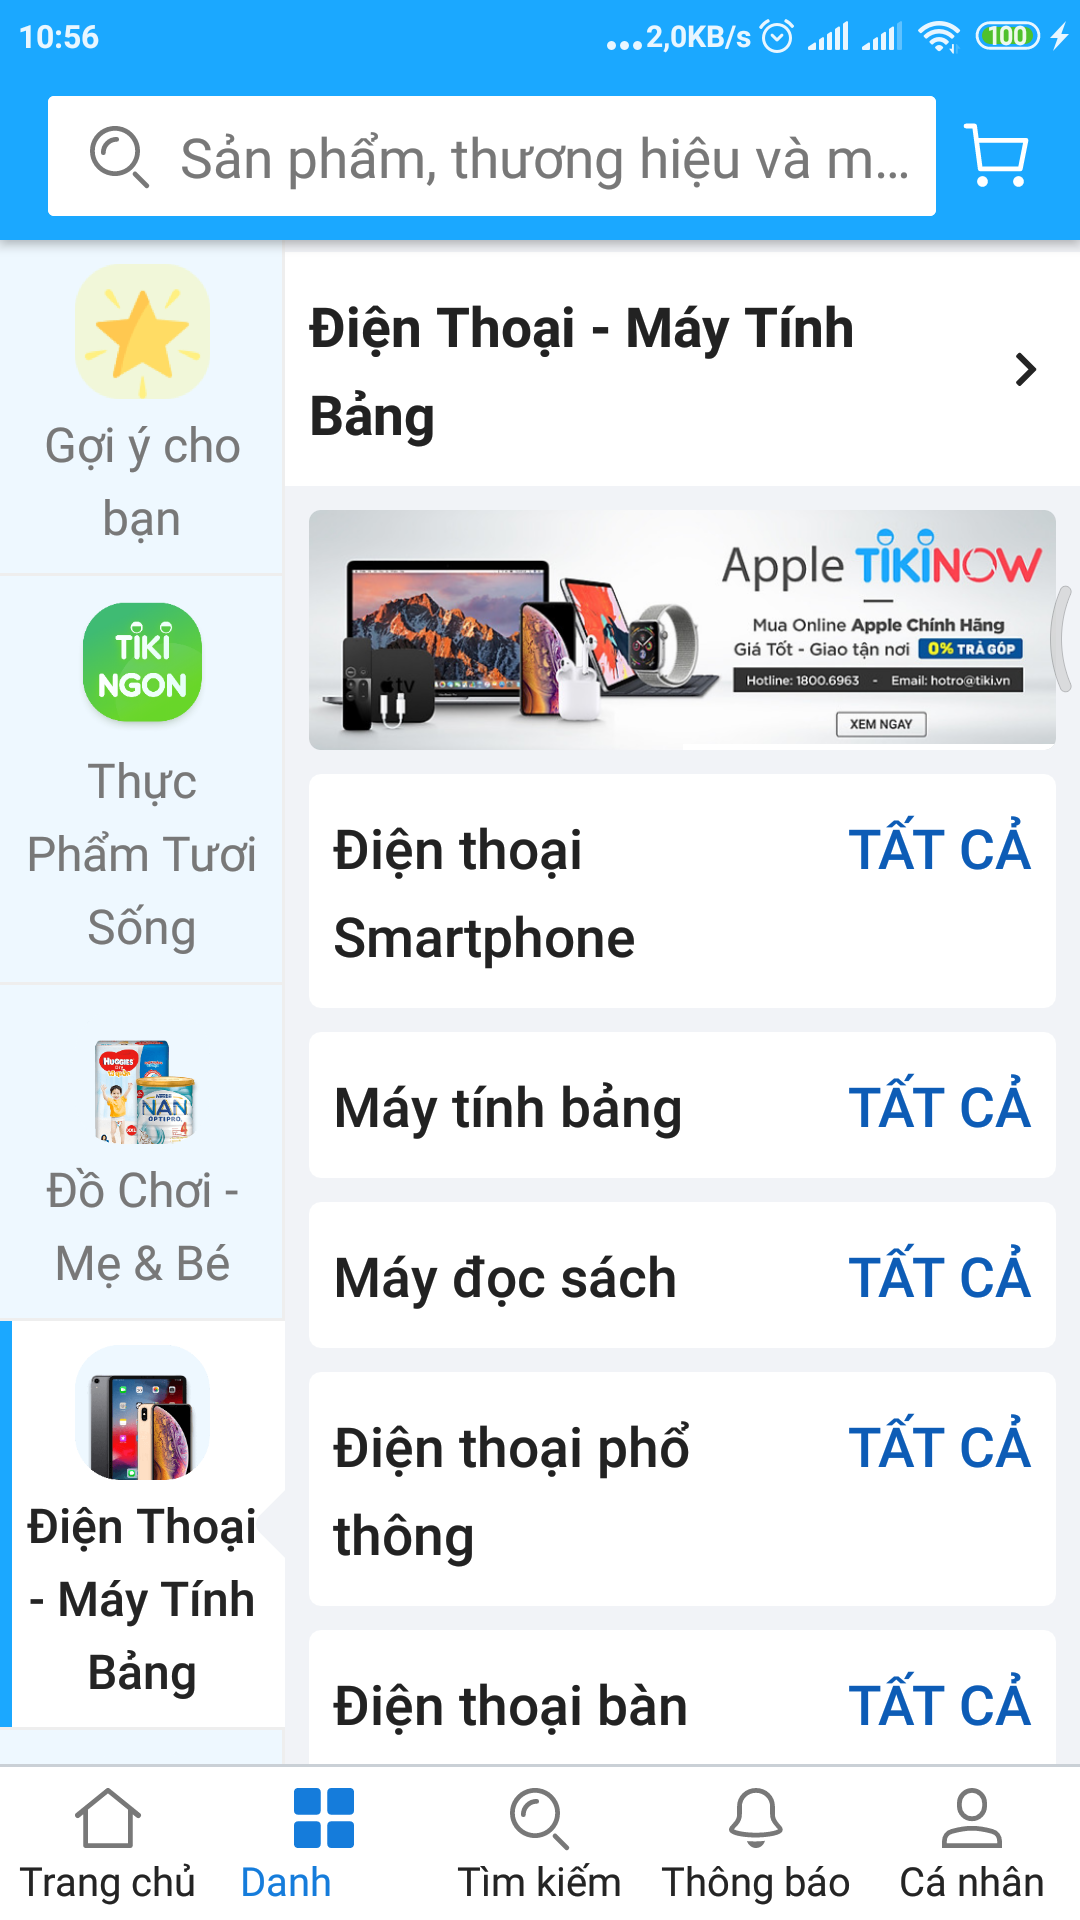 10:56
...2,0KB/s
100
Sản phẩm, thương hiệu và m...
Gợi ý cho
bạn
TIKI
NGON
Thực
Phẩm Tươi
Sống
HUGGIES
NAN
OPTIPRO
4
Đồ Chơi -
Mẹ & Bé
Điện Thoại
- Máy Tính
Bảng
Điện Thoại - Máy Tính
Bảng
Apple TIKINOW
Mua Online Apple Chính Hãng
Giá Tốt - Giao tận nơi 0% TRẢ GÓP
Hotline: 1800.6963 - Email: hotro@tiki.vn
XEM NGAY
tv
Điện thoại
Smartphone
TẤT CẢ
Máy tính bảng
TẤT CẢ
Máy đọc sách
TẤT CẢ
Điện thoại phổ
thông
TẤT CẢ
Điện thoại bàn
TẤT CẢ
Trang chủ
Danh
Tìm kiếm
Thông báo
Cá nhân